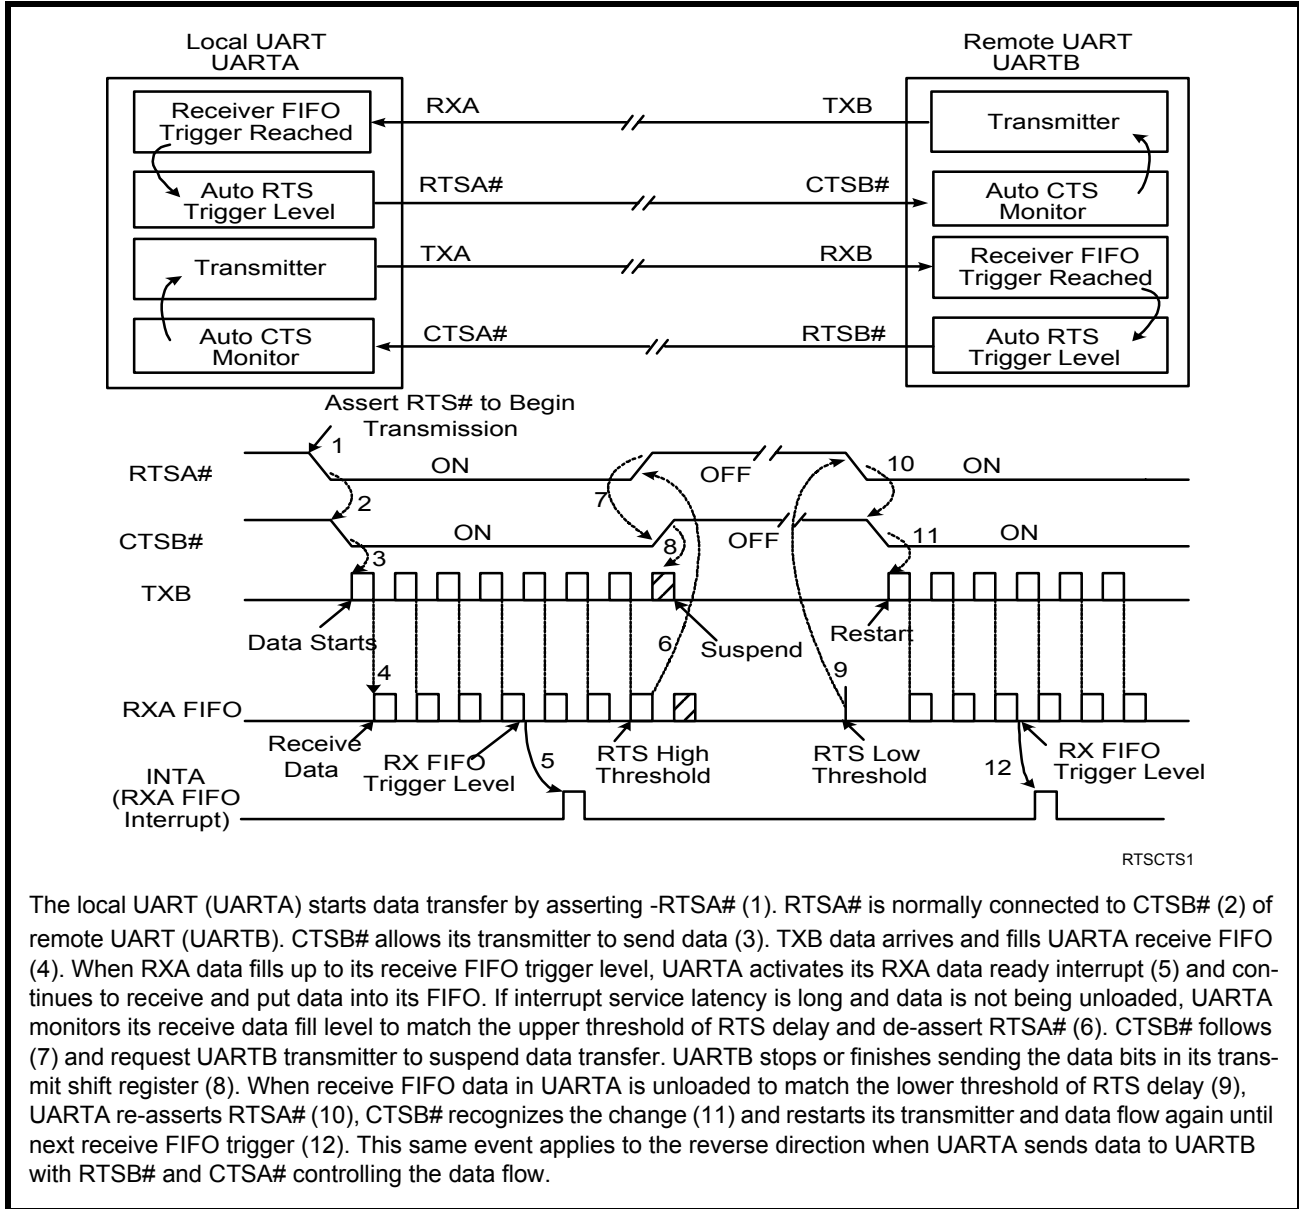 Local UART
UARTA
Remote UART
UARTB
Receiver FIFO
Trigger Reached
RXA
TXB
Transmitter
Auto RTS
Trigger Level
RTSA#
CTSB#
Auto CTS
Monitor
Transmitter
TXA
RXB
Receiver FIFO
Trigger Reached
Auto CTS
Monitor
CTSA#
RTSB#
Auto RTS
Trigger Level
Assert RTS# to Begin
Transmission
1
RTSA#
ON
OFF
10
ON
2
7
CTSB#
ON
8
OFF
11
ON
3
TXB
Data Starts
6
Suspend
Restart
4
9
RXA FIFO
Receive
Data
RX FIFO
Trigger Level
5
RTS High
Threshold
RTS Low
Threshold
12
RX FIFO
Trigger Level
INTA
(RXA FIFO
Interrupt)
RTSCTS1
The local UART (UARTA) starts data transfer by asserting -RTSA# (1). RTSA# is normally connected to CTSB# (2) of
remote UART (UARTB). CTSB# allows its transmitter to send data (3). TXB data arrives and fills UARTA receive FIFO
(4). When RXA data fills up to its receive FIFO trigger level, UARTA activates its RXA data ready interrupt (5) and con-
tinues to receive and put data into its FIFO. If interrupt service latency is long and data is not being unloaded, UARTA
monitors its receive data fill level to match the upper threshold of RTS delay and de-assert RTSA# (6). CTSB# follows
(7) and request UARTB transmitter to suspend data transfer. UARTB stops or finishes sending the data bits in its trans-
mit shift register (8). When receive FIFO data in UARTA is unloaded to match the lower threshold of RTS delay (9),
UARTA re-asserts RTSA# (10), CTSB# recognizes the change (11) and restarts its transmitter and data flow again until
next receive FIFO trigger (12). This same event applies to the reverse direction when UARTA sends data to UARTB
with RTSB# and CTSA# controlling the data flow.